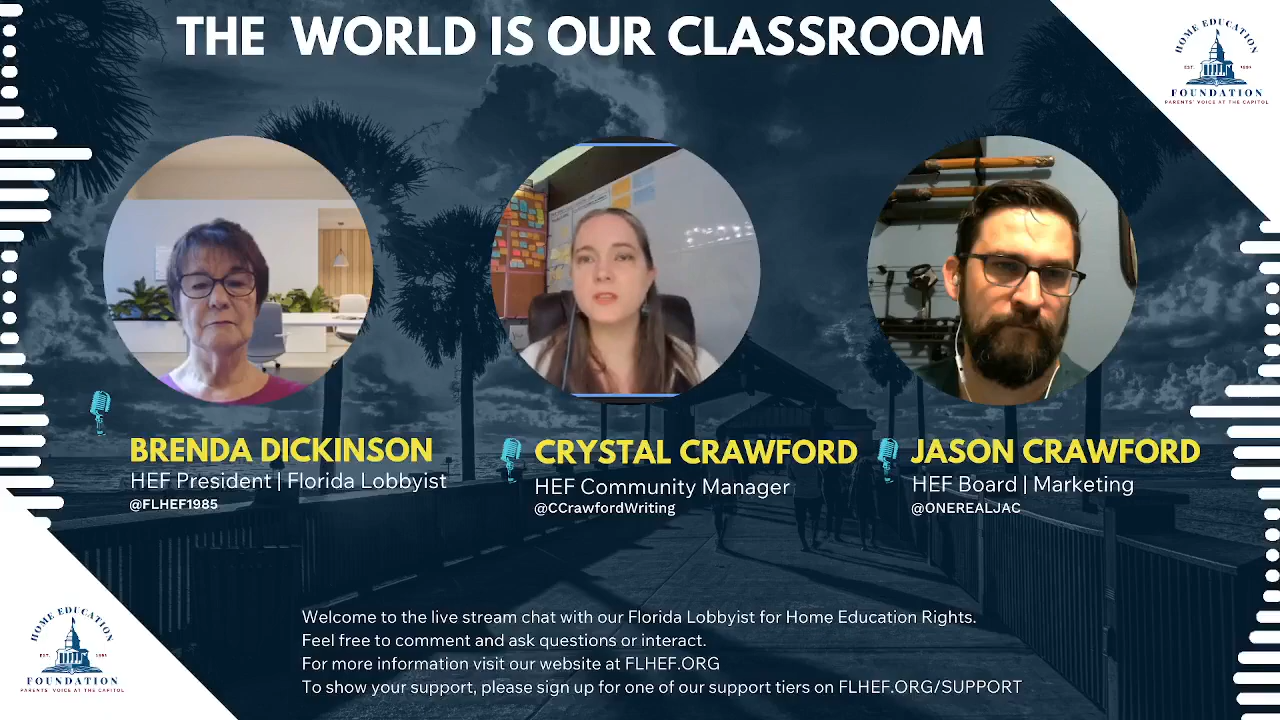 THE WORLD IS OUR CLASSROOM
HOME EDUCATION
EST. 1985
FOUNDATION
PARENTS' VOICE AT THE CAPITOL
BRENDA DICKINSON
HEF President | Florida Lobbyist
@FLHEF1985
CRYSTAL CRAWFORD
HEF Community Manager
@CCrawfordWriting
JASON CRAWFORD
HEF Board | Marketing
@ONEREALJAC
Welcome to the live stream chat with our Florida Lobbyist for Home Education Rights.
Feel free to comment and ask questions or interact.
For more information visit our website at FLHEF.ORG
To show your support, please sign up for one of our support tiers on FLHEF.ORG/SUPPORT
HOME EDUCATION
EST. 1985
FOUNDATION
PARENTS' VOICE AT THE CAPITOL